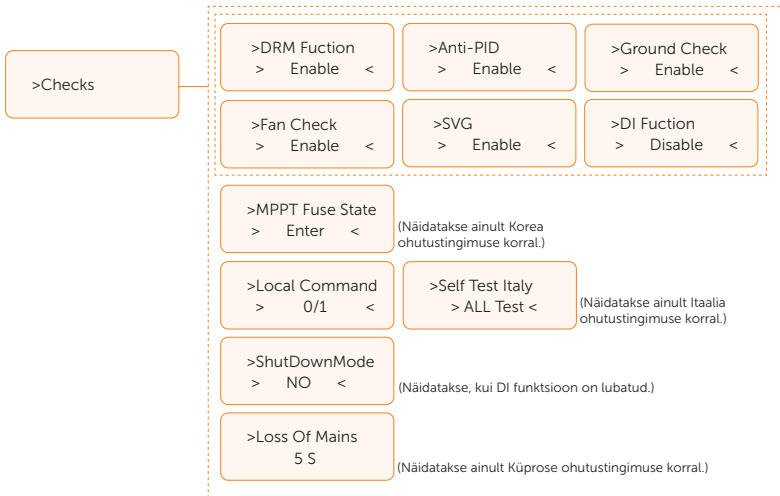 >Checks
>DRM Fuction
> Enable <
>Anti-PID
> Enable <
>Ground Check
> Enable <
>Fan Check
> Enable <
>SVG
> Enable <
>DI Fuction
> Disable <
>MPPT Fuse State
> Enter <
(Näidatakse ainult Korea
ohutustingimuse korral.)
>Local Command
> 0/1 <
>Self Test Italy
> ALL Test <
(Näidatakse ainult Itaalia
ohutustingimuse korral.)
>ShutDownMode
> NO <
(Näidatakse, kui DI funktsioon on lubatud.)
>Loss Of Mains
5 S
(Näidatakse ainult Küprose ohutustingimuse korral.)